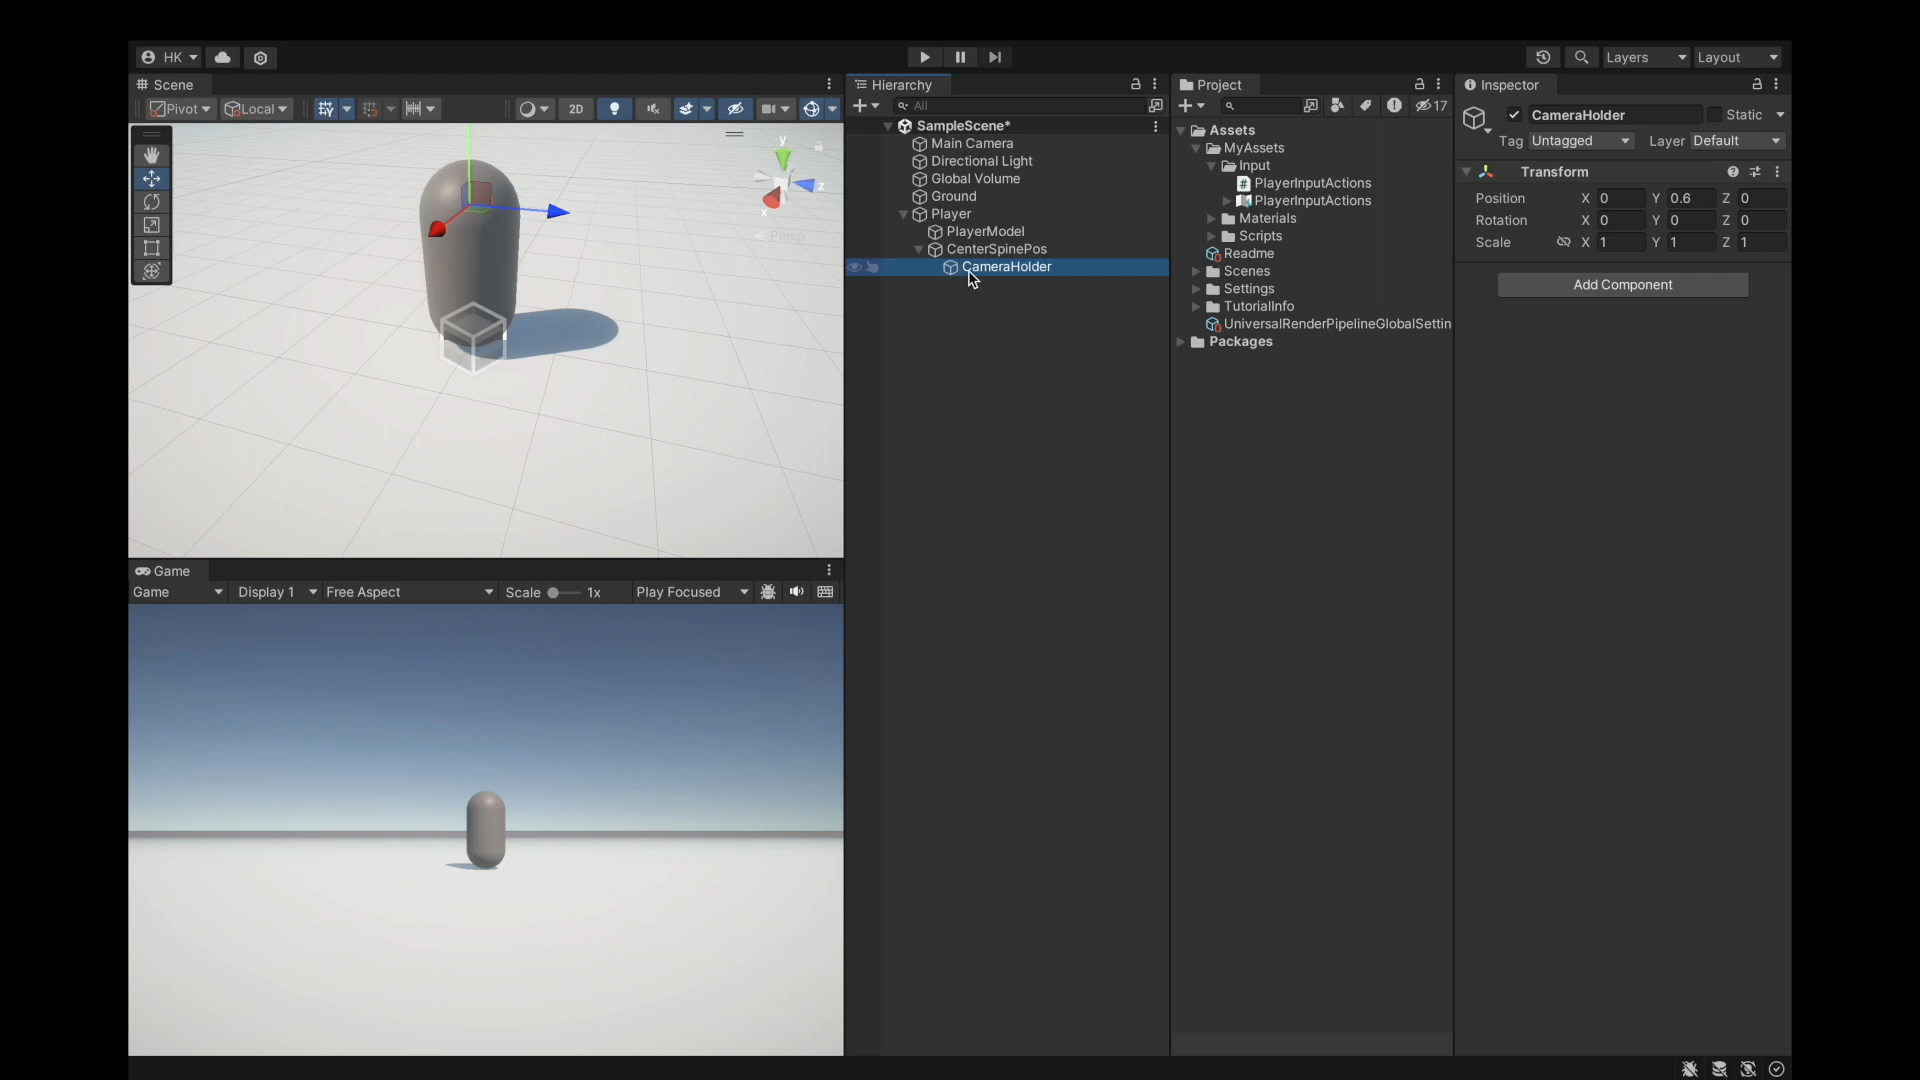 HK
Layers
Layout
Scene
Pivot
Local
2D
y
z
x
Persp
Hierarchy
All
SampleScene*
Main Camera
Directional Light
Global Volume
Ground
Player
PlayerModel
CenterSpinePos
CameraHolder
Project
17
Assets
MyAssets
Input
PlayerInputActions
PlayerInputActions
Materials
Scripts
Readme
Scenes
Settings
TutorialInfo
UniversalRenderPipelineGlobalSettin
Packages
Inspector
CameraHolder
Static
Tag Untagged Layer Default
Transform
Position X 0 Y 0.6 Z 0
Rotation X 0 Y 0 Z 0
Scale X 1 Y 1 Z 1
Add Component
Game
Game Display 1 Free Aspect Scale 1x Play Focused